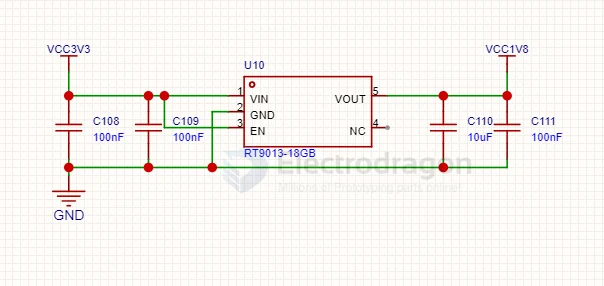 VCC3V3
VCC1V8
U10
1
VIN
VOUT
5
2
GND
3
EN
NC
4
C108
100nF
C109
100nF
C110
10uF
C111
100nF
RT9013-18GB
Electrodragon
GND